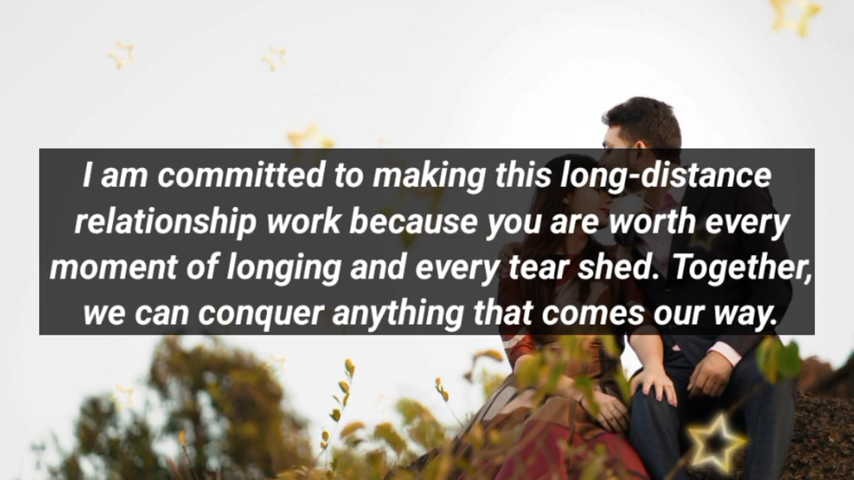 I am committed to making this long-distance
relationship work because you are worth every
moment of longing and every tear shed. Together,
we can conquer anything that comes our way.